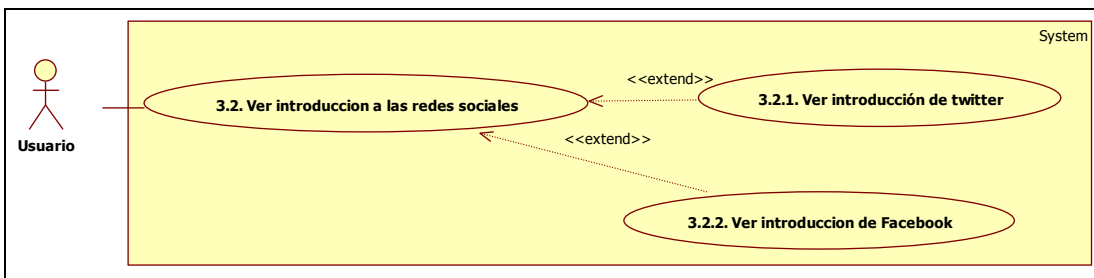 System
<<extend>>
3.2. Ver introduccion a las redes sociales
3.2.1. Ver introducción de twitter
<<extend>>
Usuario
3.2.2. Ver introduccion de Facebook